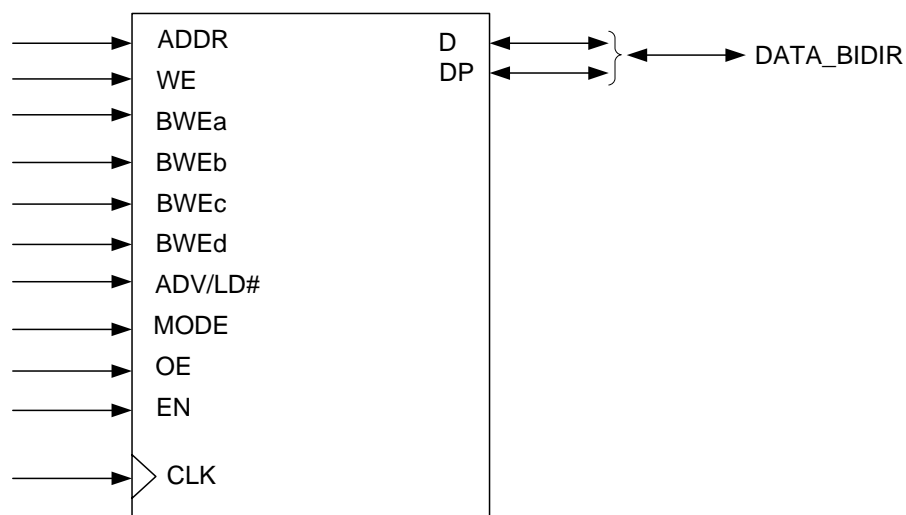 ADDR
WE
BWEa
BWEb
BWEc
BWEd
ADV/LD#
MODE
OE
EN
CLK
D
DP
DATA_BIDIR